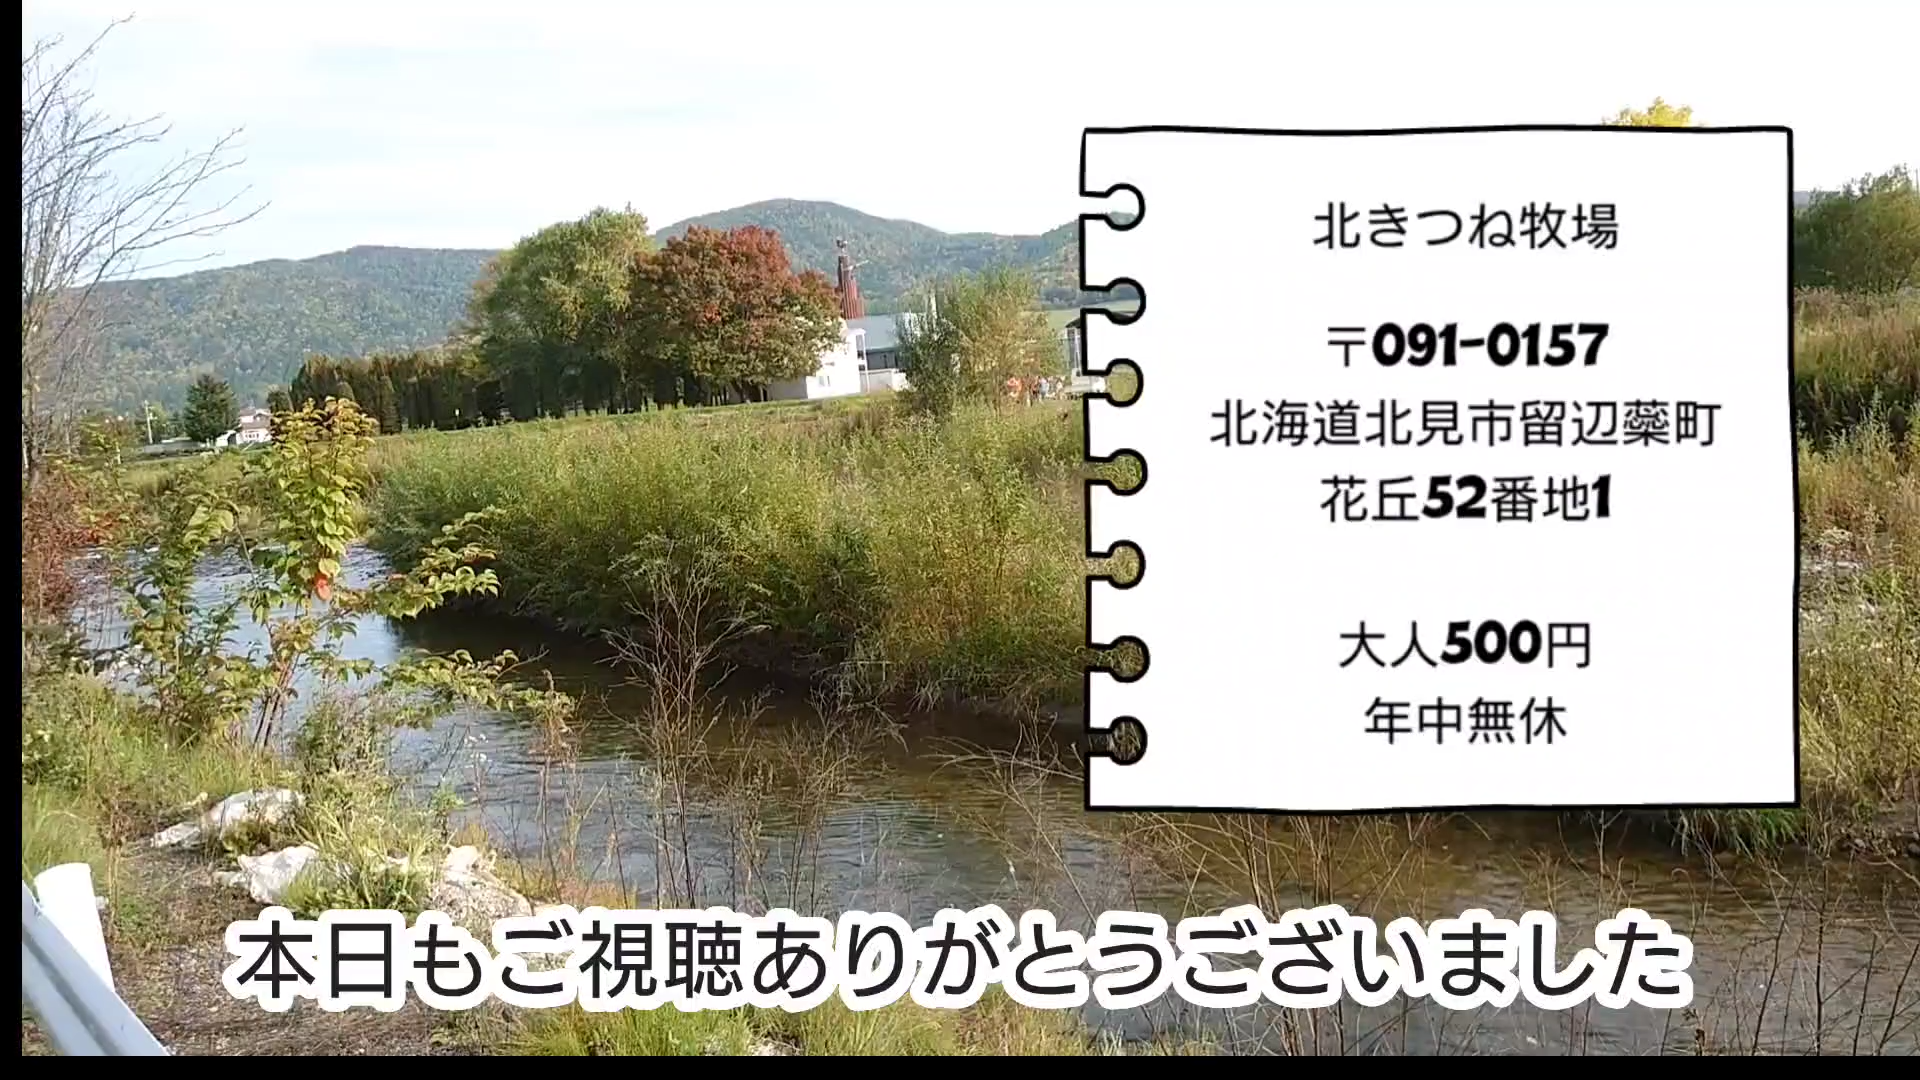 北きつね牧場
〒091-0157
北海道北見市留辺蘂町
花丘52番地1
大人500円
年中無休
本日もご視聴ありがとうございました